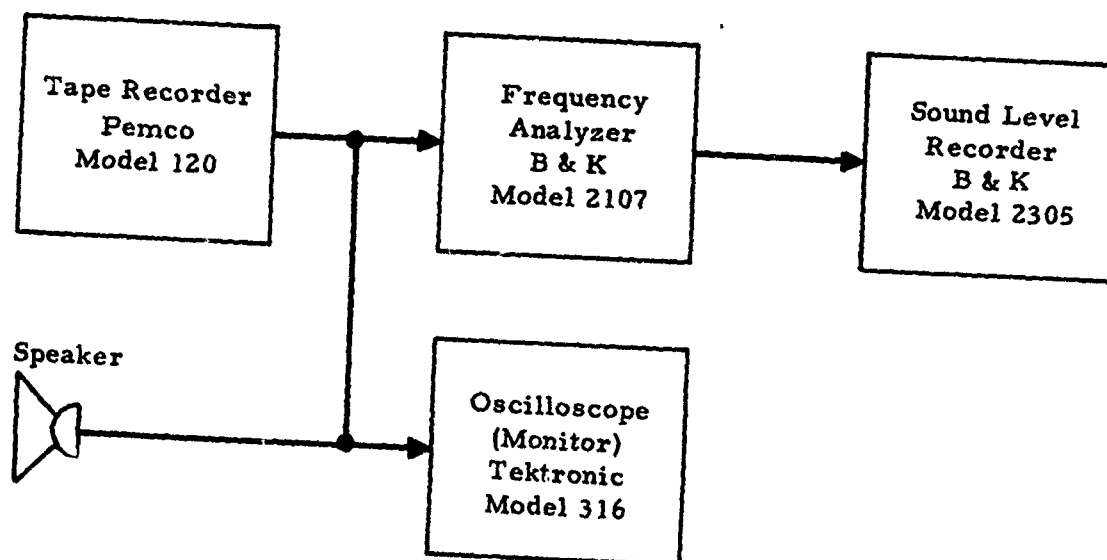 Tape Recorder
Pemco
Model 120
Frequency
Analyzer
B & K
Model 2107
Sound Level
Recorder
B & K
Model 2305
Speaker
Oscilloscope
(Monitor)
Tektronic
Model 316